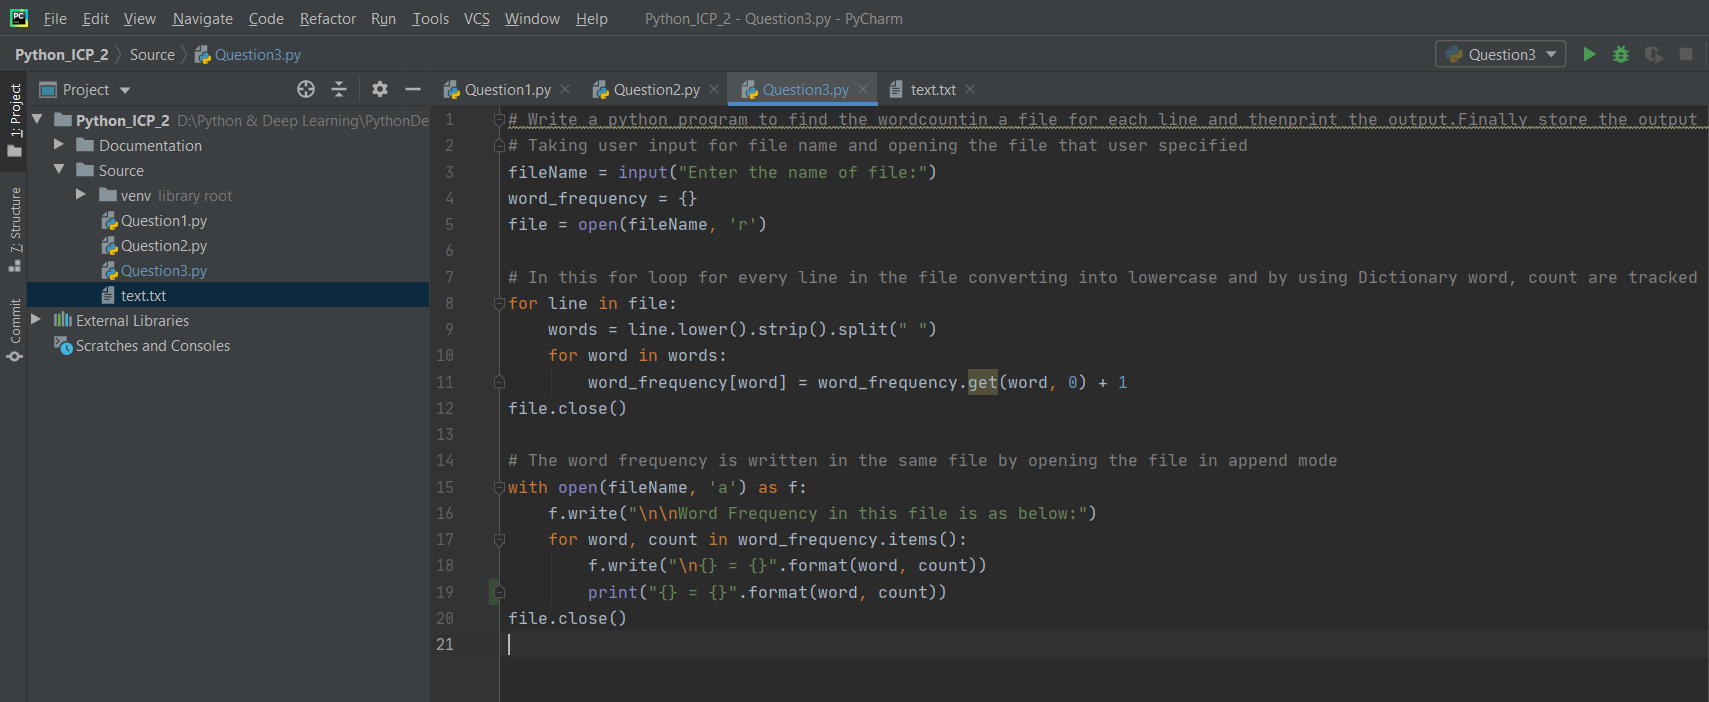 PC File Edit View Navigate Code Refactor Run Tools VCS Window Help Python_ICP_2 - Question3.py - PyCharm
Python_ICP_2 Source Question3.py Question3
1: Project
7: Structure
Commit
Project
Python_ICP_2 D:\Python & Deep Learning\PythonDe
Documentation
Source
venv library root
Question1.py
Question2.py
Question3.py
text.txt
External Libraries
Scratches and Consoles
Question1.py Question2.py Question3.py text.txt
1 # Write a python program to find the wordcountin a file for each line and thenprint the output.Finally store the output
2 # Taking user input for file name and opening the file that user specified
3 fileName = input("Enter the name of file:")
4 word_frequency = {}
5 file = open(fileName, 'r')
6
7 # In this for loop for every line in the file converting into lowercase and by using Dictionary word, count are tracked
8 for line in file:
9     words = line.lower().strip().split(" ")
10     for word in words:
11         word_frequency[word] = word_frequency.get(word, 0) + 1
12 file.close()
13
14 # The word frequency is written in the same file by opening the file in append mode
15 with open(fileName, 'a') as f:
16     f.write("\n\nWord Frequency in this file is as below:")
17     for word, count in word_frequency.items():
18         f.write("\n{} = {}".format(word, count))
19         print("{} = {}".format(word, count))
20 file.close()
21